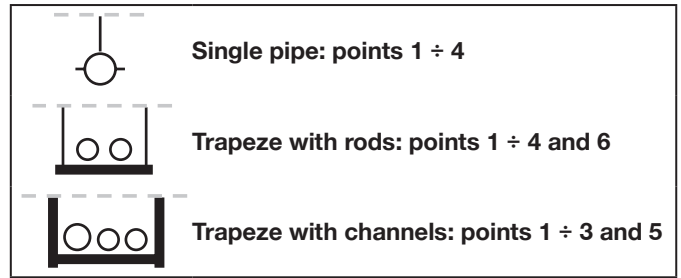 Single pipe: points 1 ÷ 4
Trapeze with rods: points 1 ÷ 4 and 6
Trapeze with channels: points 1 ÷ 3 and 5